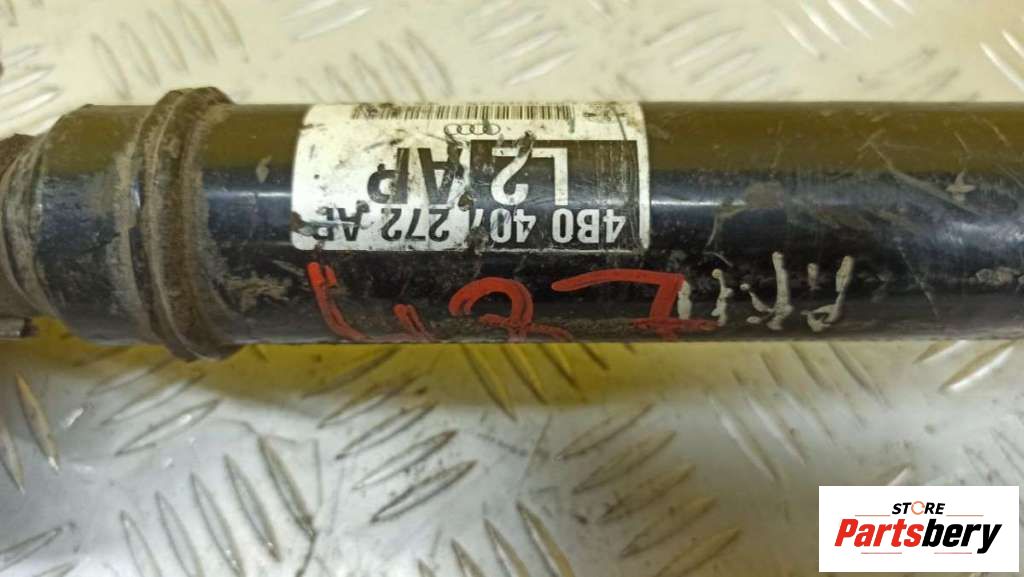 4B0 407 272 AP
L2 AP
STORE
Partsbery